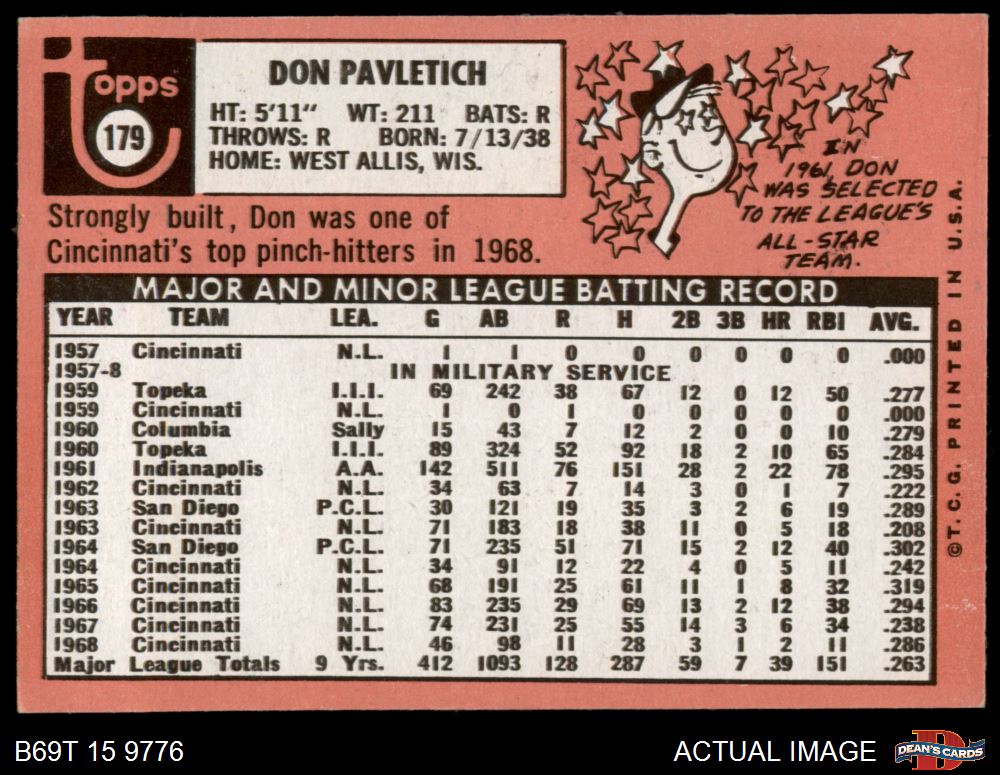 topps
179
DON PAVLETICH
HT: 5'11" WT: 211 BATS: R
THROWS: R BORN: 7/13/38
HOME: WEST ALLIS, WIS.
Strongly built, Don was one of
Cincinnati's top pinch-hitters in 1968.
IN
1961, DON
WAS SELECTED
TO THE LEAGUE'S
ALL-STAR
TEAM.
MAJOR AND MINOR LEAGUE BATTING RECORD
YEAR TEAM LEA. G AB R H 2B 3B HR RBI AVG.
1957 Cincinnati N.L. 1 1 0 0 0 0 0 0 .000
1957-8 IN MILITARY SERVICE
1959 Topeka I.I.I. 69 242 38 67 12 0 12 50 .277
1959 Cincinnati N.L. 1 0 1 0 0 0 0 0 .000
1960 Columbia Sally 15 43 7 12 2 0 0 10 .279
1960 Topeka I.I.I. 89 324 52 92 18 2 10 65 .284
1961 Indianapolis A.A. 142 511 76 151 28 2 22 78 .295
1962 Cincinnati N.L. 34 63 7 14 3 0 1 7 .222
1963 San Diego P.C.L. 30 121 19 35 3 2 6 19 .289
1963 Cincinnati N.L. 71 183 18 38 11 0 5 18 .208
1964 San Diego P.C.L. 71 235 51 71 15 2 12 40 .302
1964 Cincinnati N.L. 34 91 12 22 4 0 5 11 .242
1965 Cincinnati N.L. 68 191 25 61 11 1 8 32 .319
1966 Cincinnati N.L. 83 235 29 69 13 2 12 38 .294
1967 Cincinnati N.L. 74 231 25 55 14 3 6 34 .238
1968 Cincinnati N.L. 46 98 11 28 3 1 2 11 .286
Major League Totals 9 Yrs. 412 1093 128 287 59 7 39 151 .263
©T.C.G. PRINTED IN U.S.A.
B69T 15 9776
ACTUAL IMAGE
DEAN'S CARDS